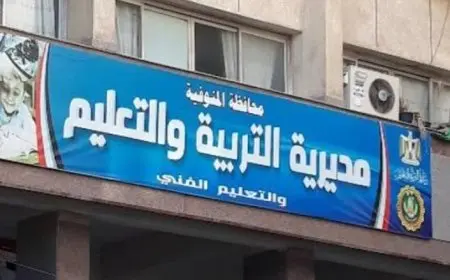 محافظة المنوفية
مديرية التربية والتعليم
والتعليم الفني